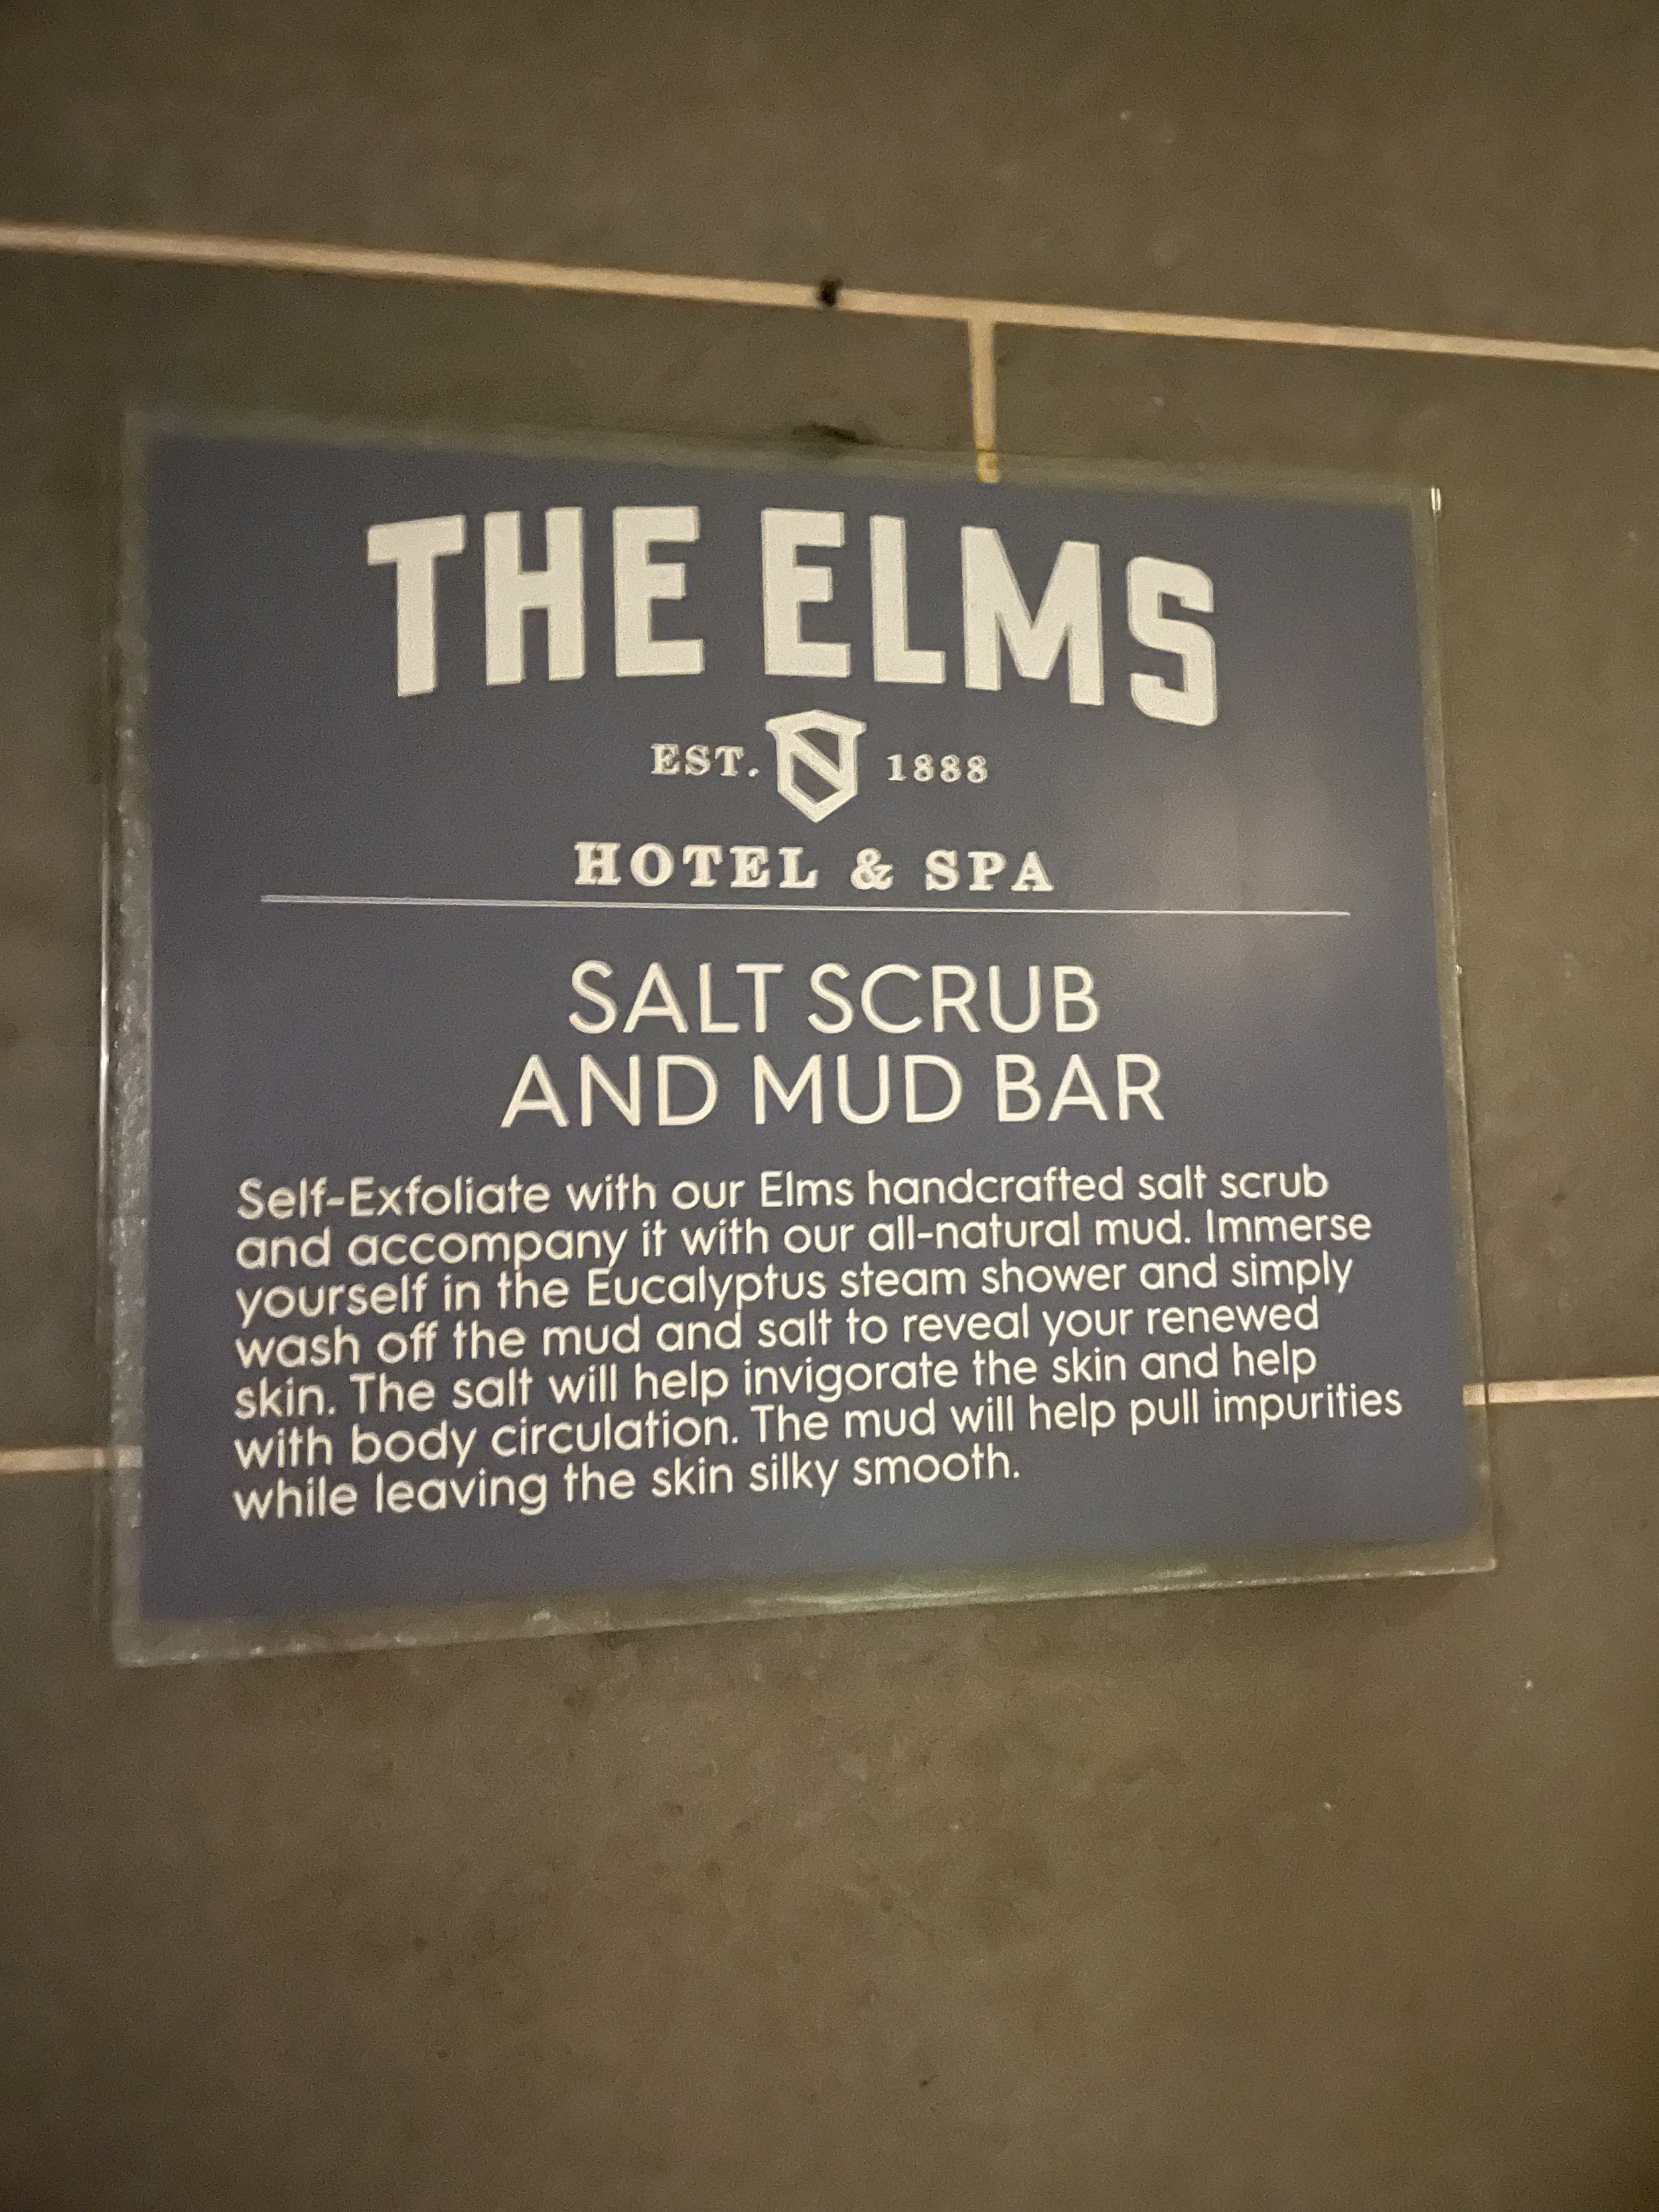 THE ELMS
EST. 1888
HOTEL & SPA
SALT SCRUB
AND MUD BAR
Self-Exfoliate with our Elms handcrafted salt scrub
and accompany it with our all-natural mud. Immerse
yourself in the Eucalyptus steam shower and simply
wash off the mud and salt to reveal your renewed
skin. The salt will help invigorate the skin and help
with body circulation. The mud will help pull impurities
while leaving the skin silky smooth.